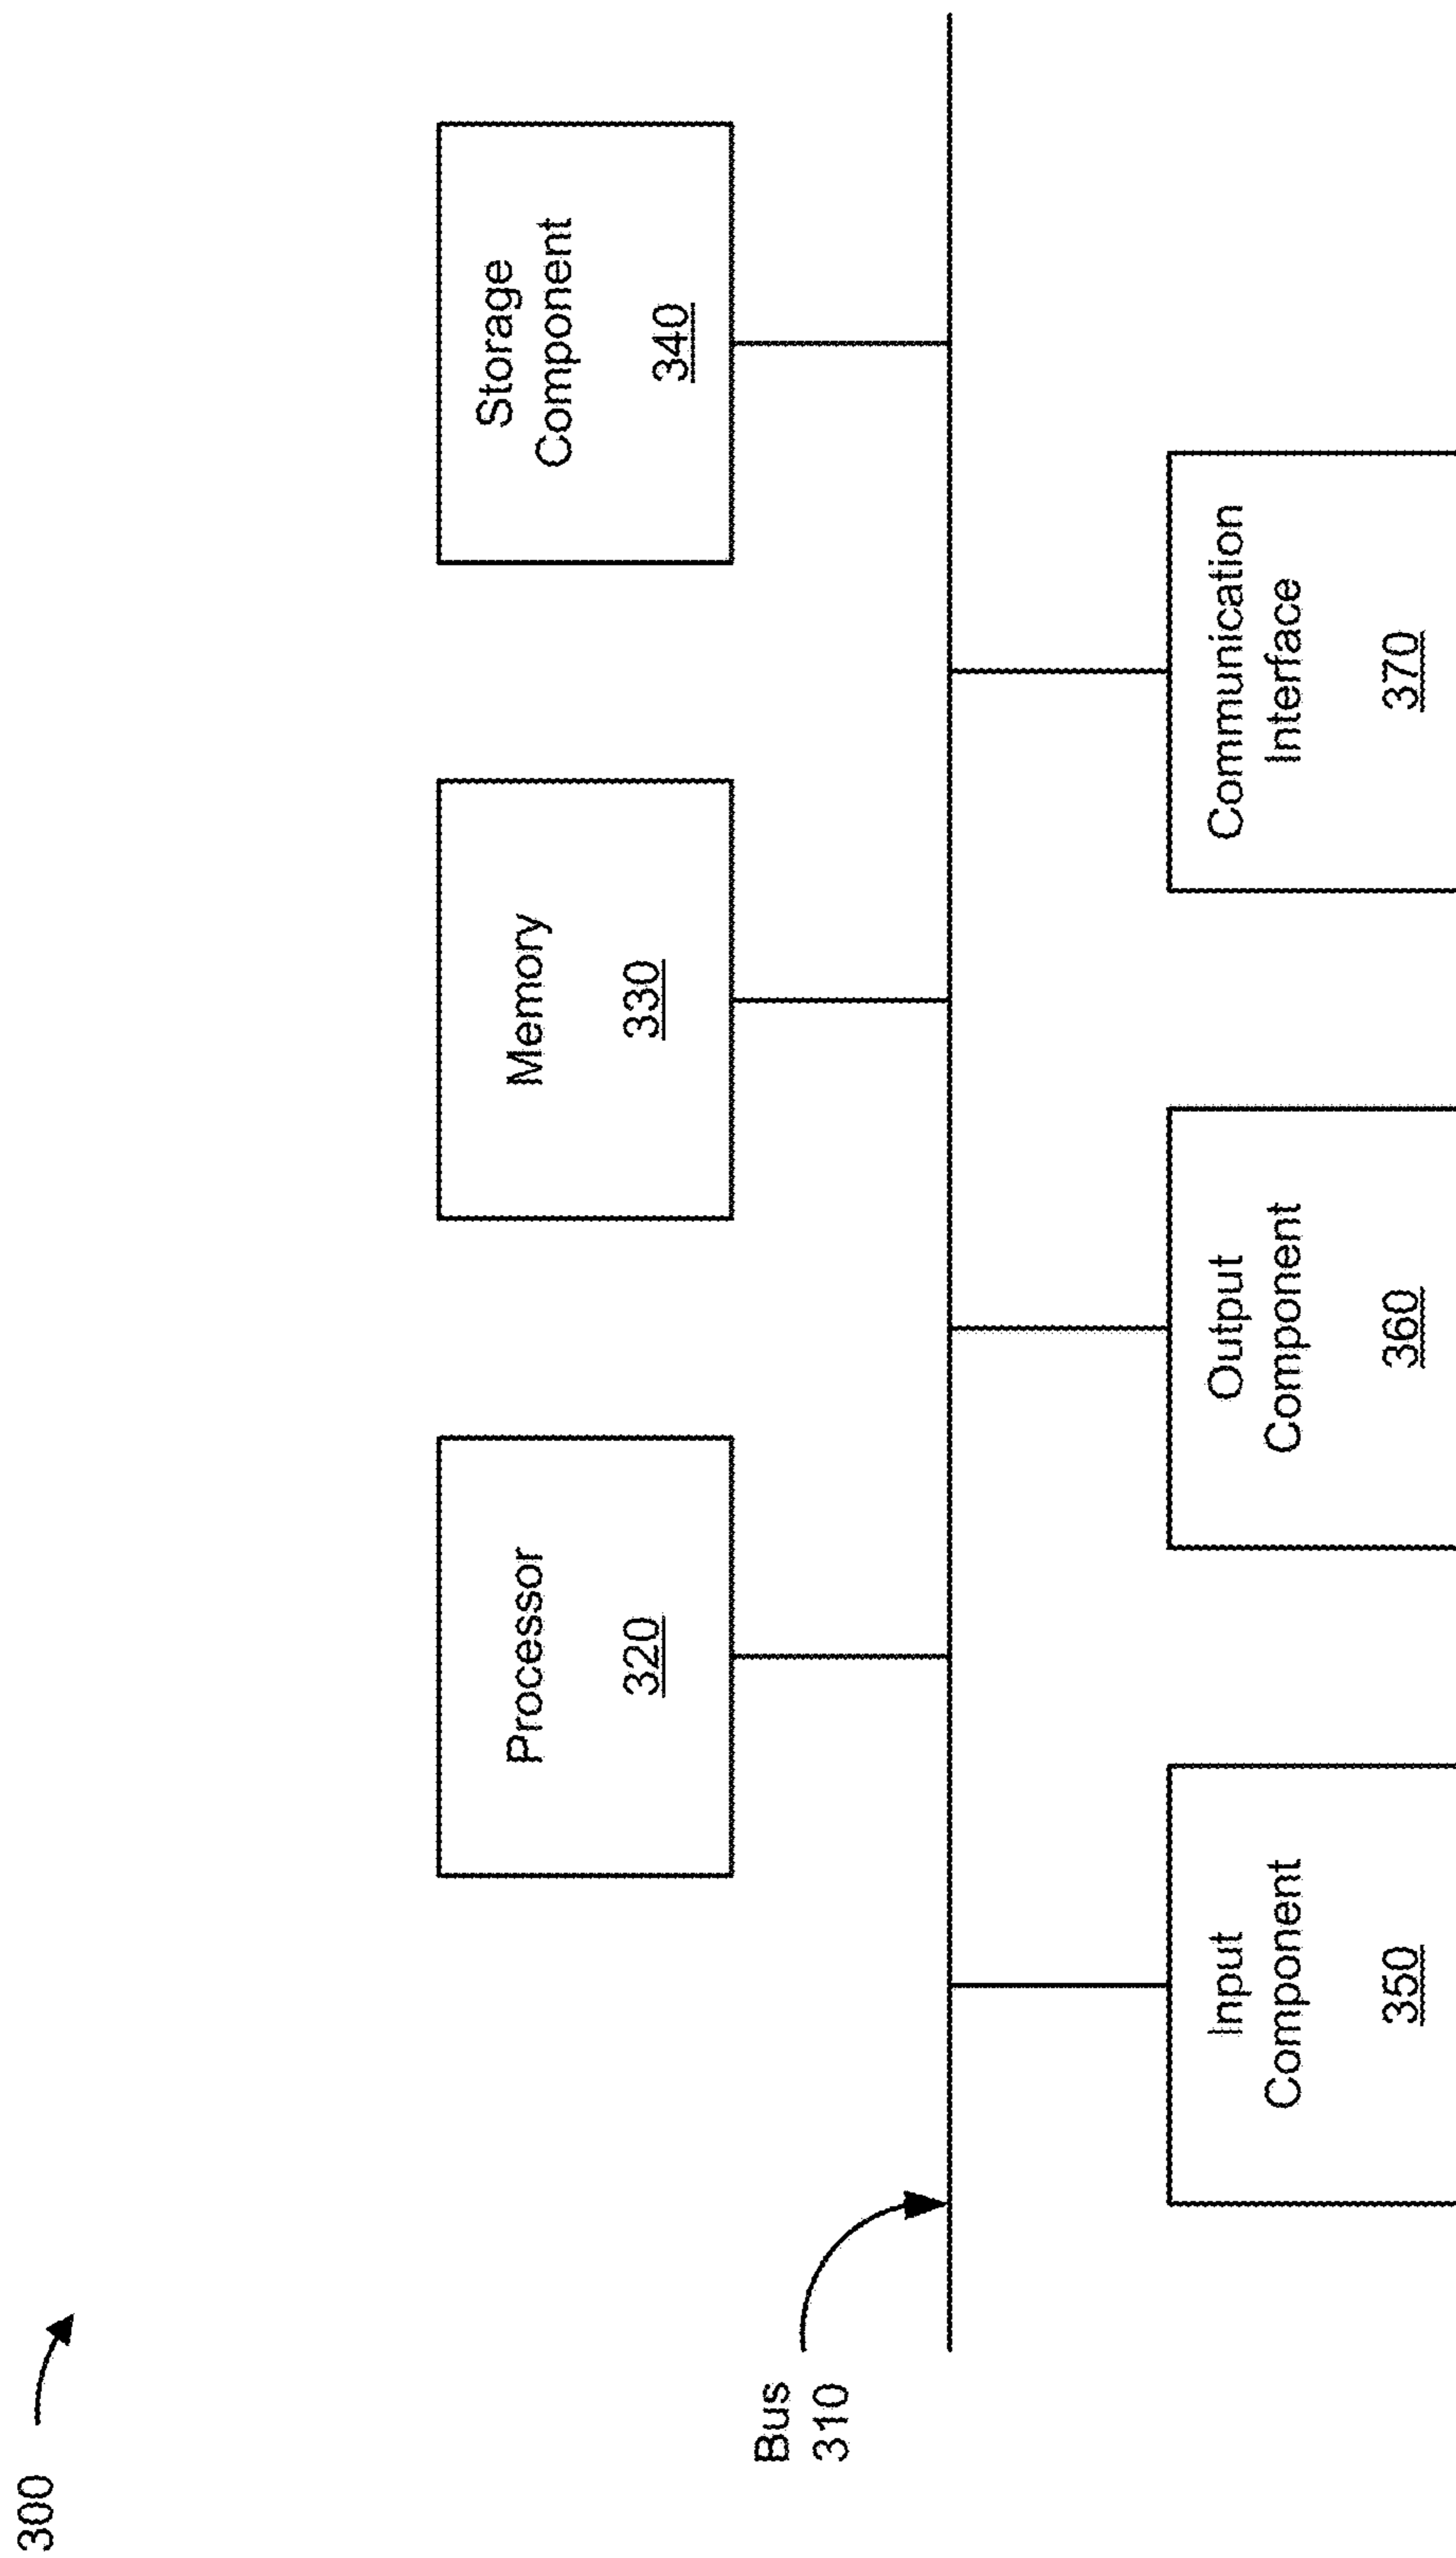 300
Processor
320
Memory
330
Storage
Component
340
Bus
310
Input
Component
350
Output
Component
360
Communication
Interface
370